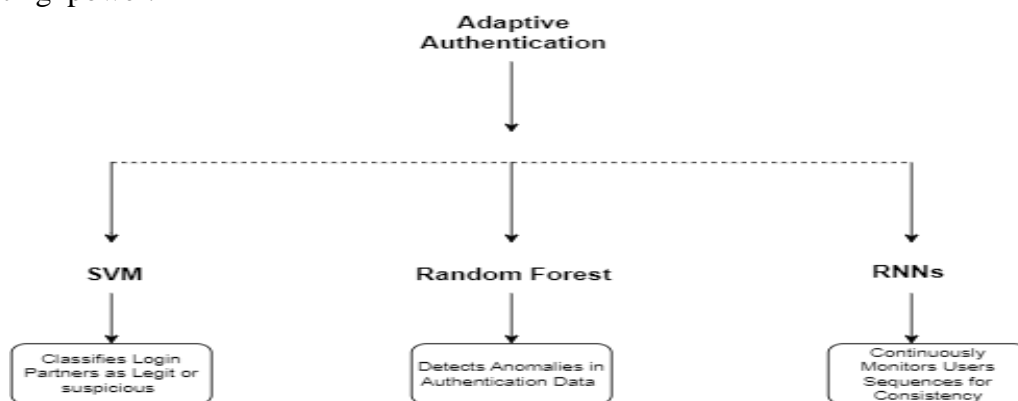 Adaptive
Authentication
SVM
Random Forest
RNNs
Classifies Login
Partners as Legit or
suspicious
Detects Anomalies in
Authentication Data
Continuously
Monitors Users
Sequences for
Consistency